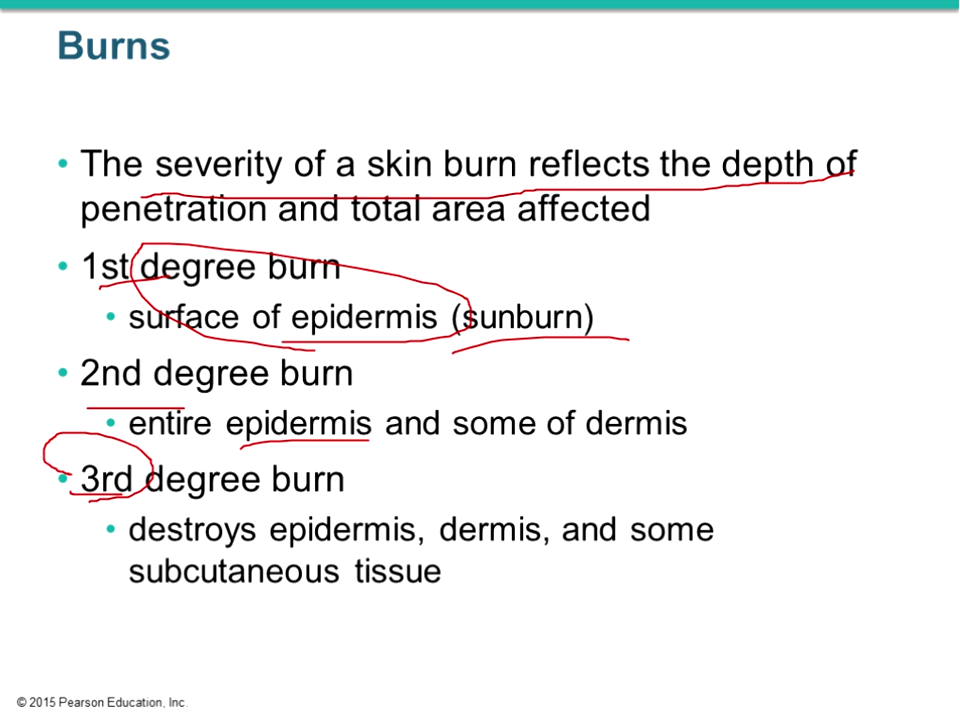 Burns
• The severity of a skin burn reflects the depth of
penetration and total area affected
• 1st degree burn
• surface of epidermis (sunburn)
• 2nd degree burn
• entire epidermis and some of dermis
• 3rd degree burn
• destroys epidermis, dermis, and some
subcutaneous tissue
© 2015 Pearson Education, Inc.